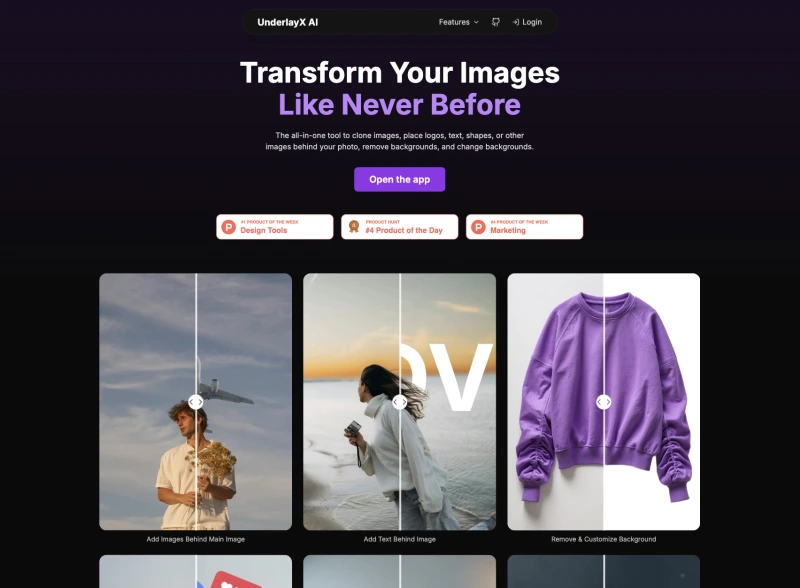 UnderlayX AI
Features
Login
Transform Your Images
Like Never Before
The all-in-one tool to clone images, place logos, text, shapes, or other
images behind your photo, remove backgrounds, and change backgrounds.
Open the app
P
#1 PRODUCT OF THE WEEK
Design Tools
4
PRODUCT HUNT
#4 Product of the Day
P
#4 PRODUCT OF THE WEEK
Marketing
OV
Add Images Behind Main Image
Add Text Behind Image
Remove & Customize Background